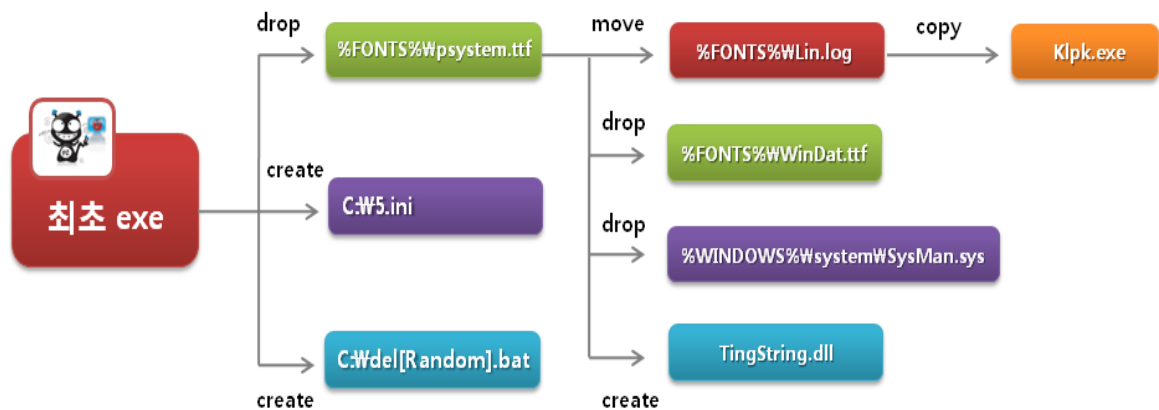 drop
%FONTS%₩psystem.ttf
move
%FONTS%₩Lin.log
copy
Klpk.exe
drop
%FONTS%₩WinDat.ttf
최초 exe
create
C:₩5.ini
drop
%WINDOWS%₩system₩SysMan.sys
C:₩del[Random].bat
create
TingString.dll
create